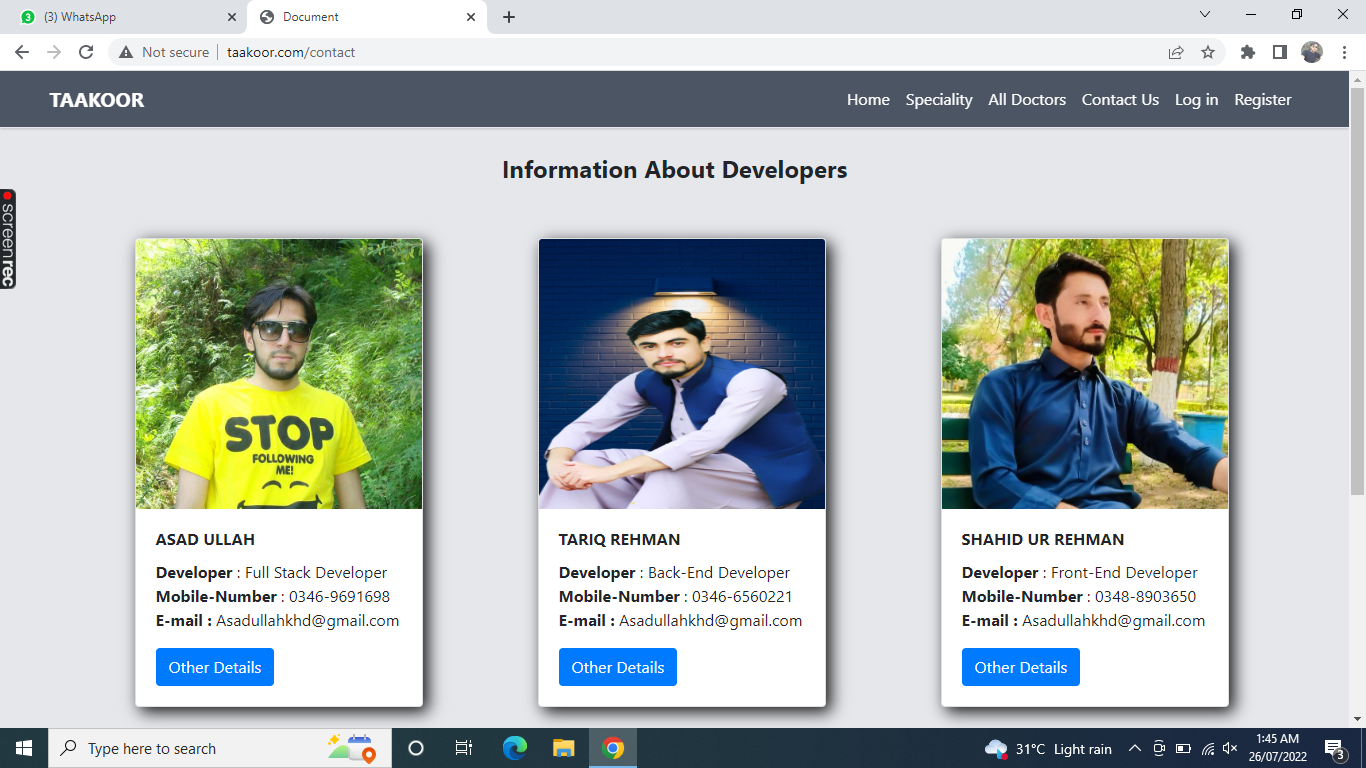 (3) WhatsApp
Document
Not secure
taakoor.com/contact
TAAKOOR
Home
Speciality
All Doctors
Contact Us
Log in
Register
Information About Developers
screenrec
STOP
FOLLOWING
ME!
ASAD ULLAH
Developer : Full Stack Developer
Mobile-Number : 0346-9691698
E-mail : Asadullahkhd@gmail.com
Other Details
TARIQ REHMAN
Developer : Back-End Developer
Mobile-Number : 0346-6560221
E-mail : Asadullahkhd@gmail.com
Other Details
SHAHID UR REHMAN
Developer : Front-End Developer
Mobile-Number : 0348-8903650
E-mail : Asadullahkhd@gmail.com
Other Details
Type here to search
31°C Light rain
1:45 AM
26/07/2022
3